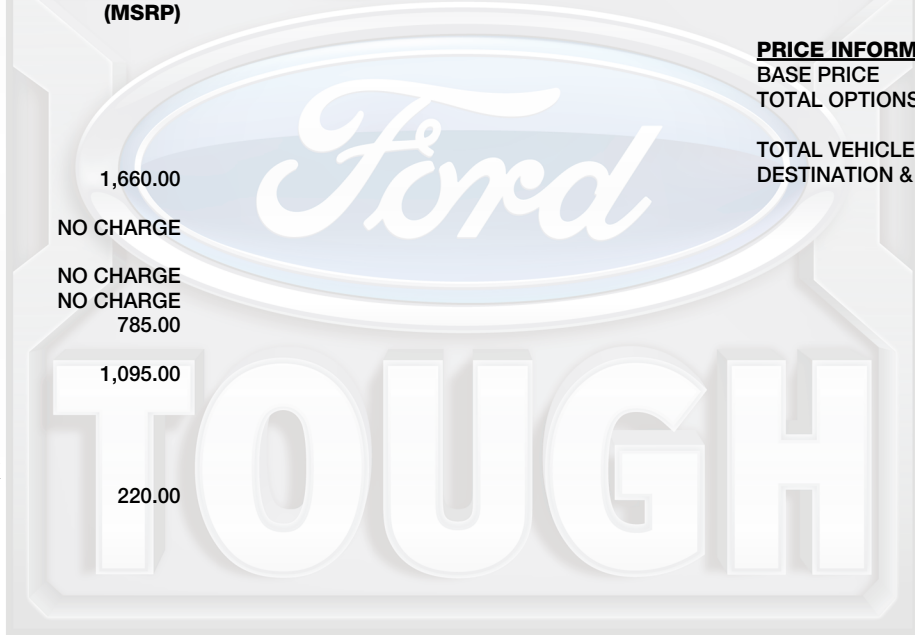 (MSRP)
1,660.00
NO CHARGE
NO CHARGE
NO CHARGE
785.00
1,095.00
220.00
PRICE INFORM
BASE PRICE
TOTAL OPTIONS
TOTAL VEHICLE
DESTINATION &
Ford
TOUGH